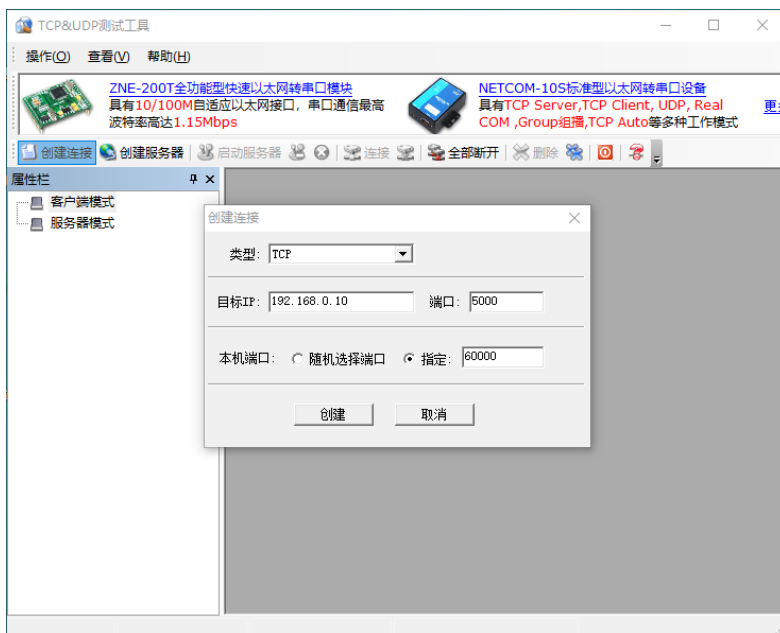 TCP&UDP测试工具
操作(O) 查看(V) 帮助(H)
ZNE-200T全功能型快速以太网转串口模块
具有10/100M自适应以太网接口，串口通信最高
波特率高达1.15Mbps
NETCOM-10S标准型以太网转串口设备
具有TCP Server,TCP Client, UDP, Real
COM ,Group组播,TCP Auto等多种工作模式
创建连接 创建服务器 启动服务器 连接 全部断开 删除
属性栏
客户端模式
服务器模式
创建连接
类型: TCP
目标IP: 192.168.0.10 端口: 5000
本机端口: 随机选择端口 指定: 60000
创建 取消